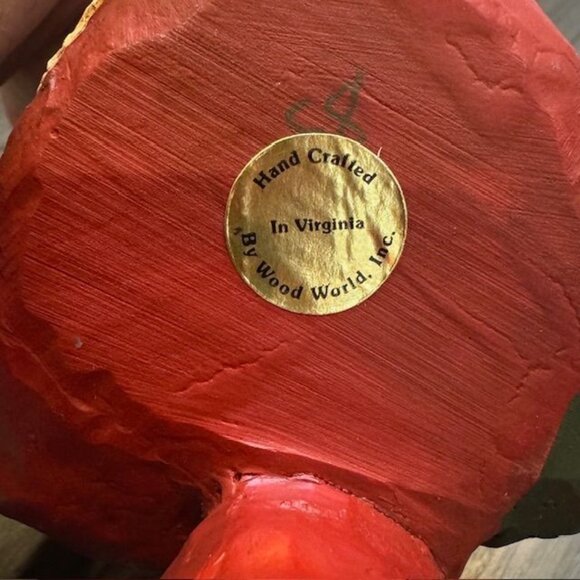 Hand Crafted
In Virginia
By Wood World, Inc.